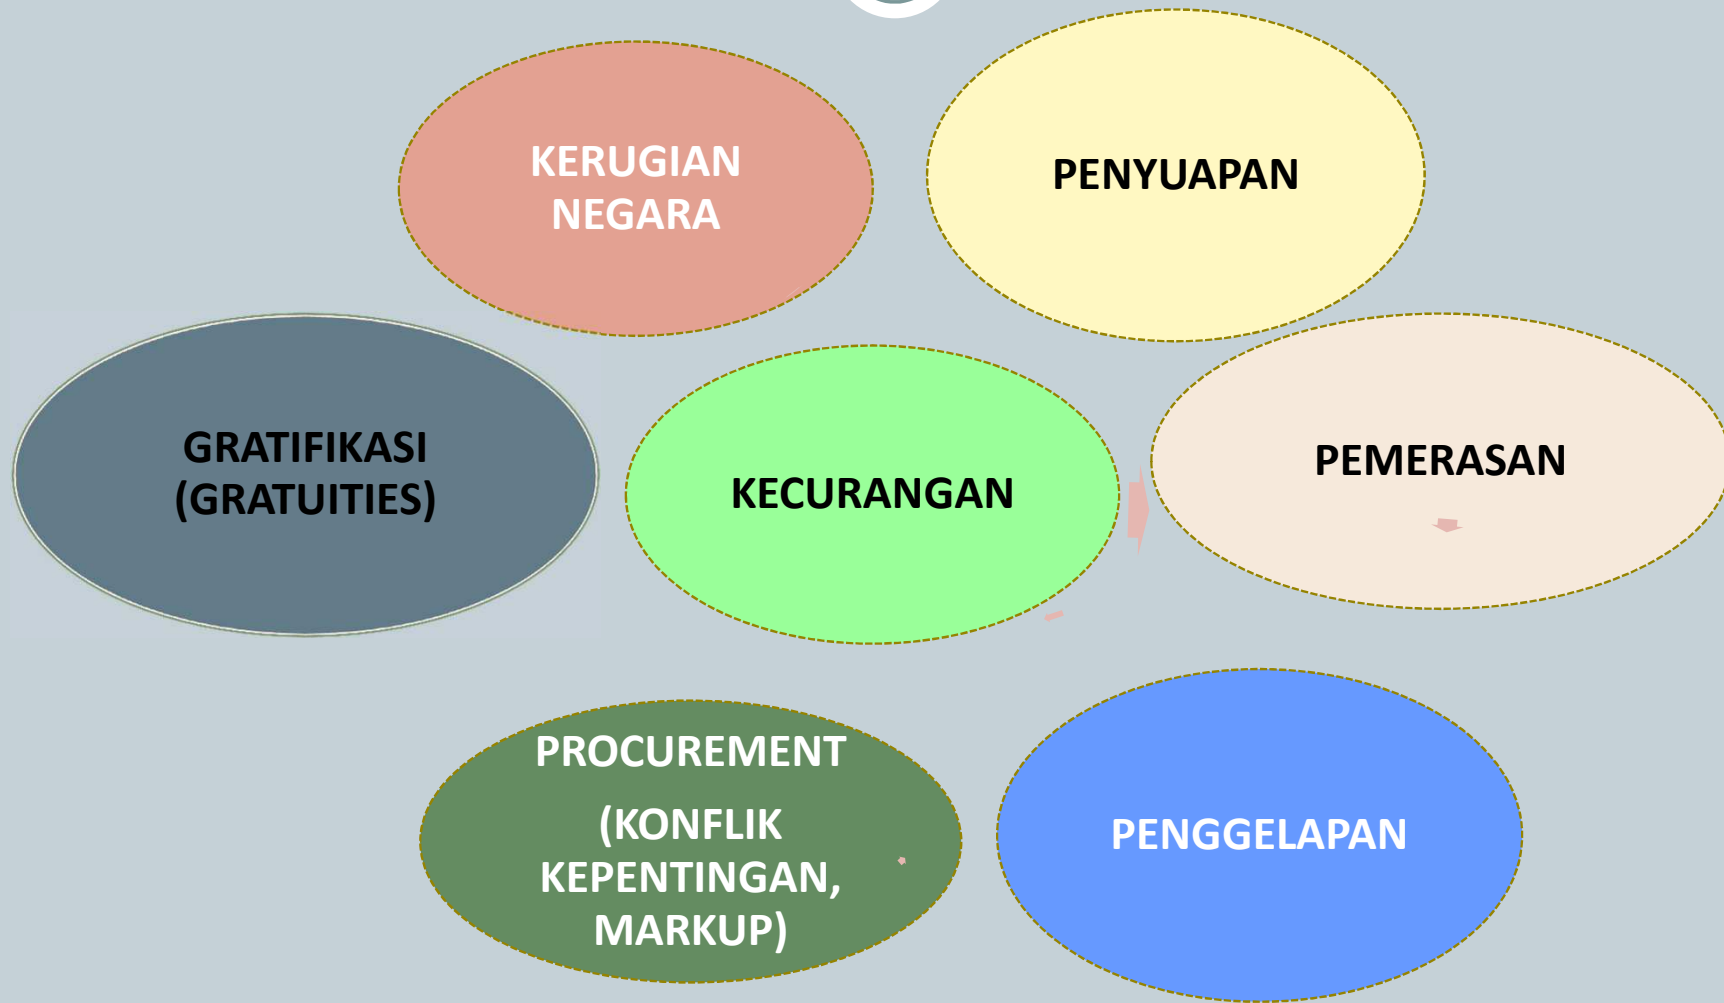 KERUGIAN
NEGARA
PENYUAPAN
GRATIFIKASI
(GRATUITIES)
KECURANGAN
PEMERASAN
PROCUREMENT
(KONFLIK
KEPENTINGAN,
MARKUP)
PENGGELAPAN